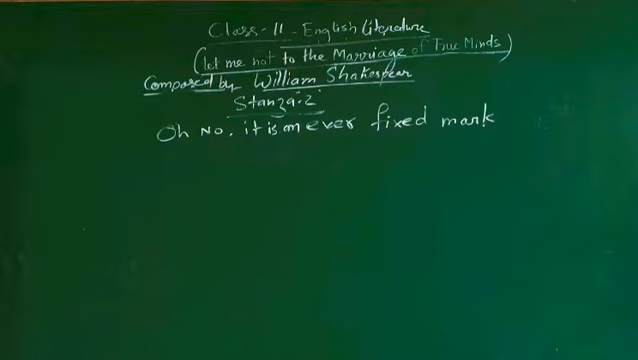 Class-11 - English Literature
(let me not to the Marriage of True Minds)
Composed by William Shakespear
Stanza-2
Oh No. it is an ever fixed mark